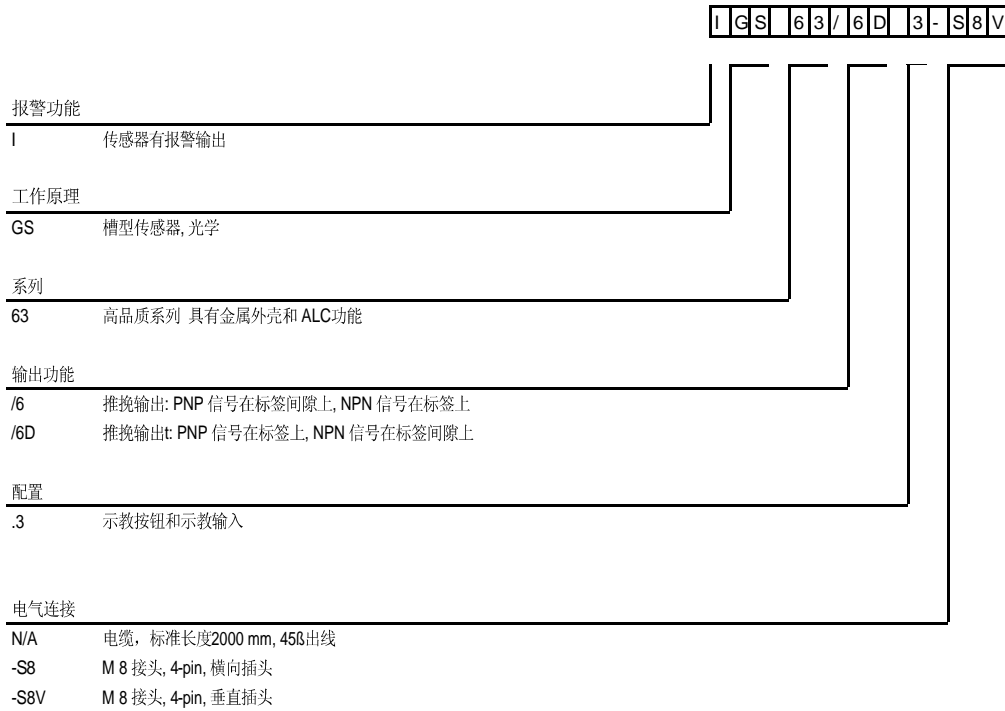 I GS 63/6D 3-S8V
报警功能
I 传感器有报警输出
工作原理
GS 槽型传感器, 光学
系列
63 高品质系列 具有金属外壳和 ALC功能
输出功能
/6 推挽输出: PNP 信号在标签间隙上, NPN 信号在标签上
/6D 推挽输出t: PNP 信号在标签上, NPN 信号在标签间隙上
配置
.3 示教按钮和示教输入
电气连接
N/A 电缆，标准长度2000 mm, 45ß出线
-S8 M 8 接头, 4-pin, 横向插头
-S8V M 8 接头, 4-pin, 垂直插头